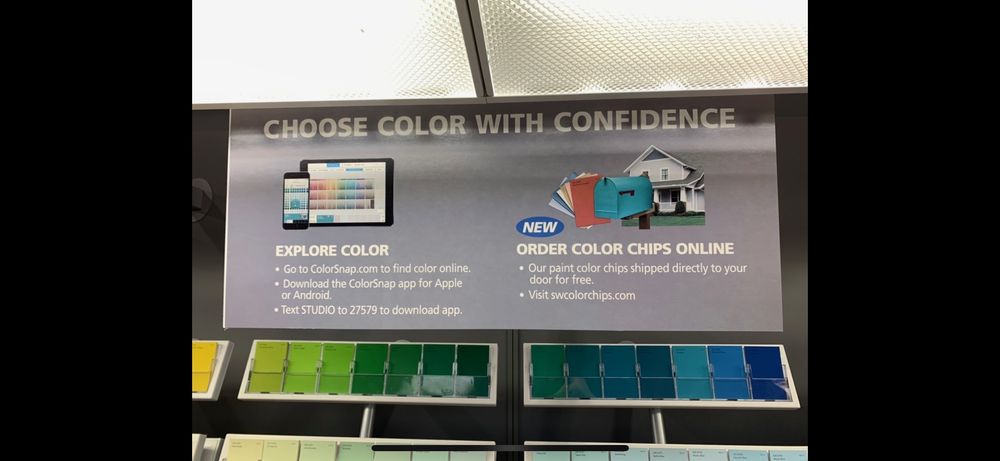 CHOOSE COLOR WITH CONFIDENCE
EXPLORE COLOR
• Go to ColorSnap.com to find color online.
• Download the ColorSnap app for Apple
or Android.
• Text STUDIO to 27579 to download app.
NEW
ORDER COLOR CHIPS ONLINE
• Our paint color chips shipped directly to your
door for free.
• Visit swcolorchips.com